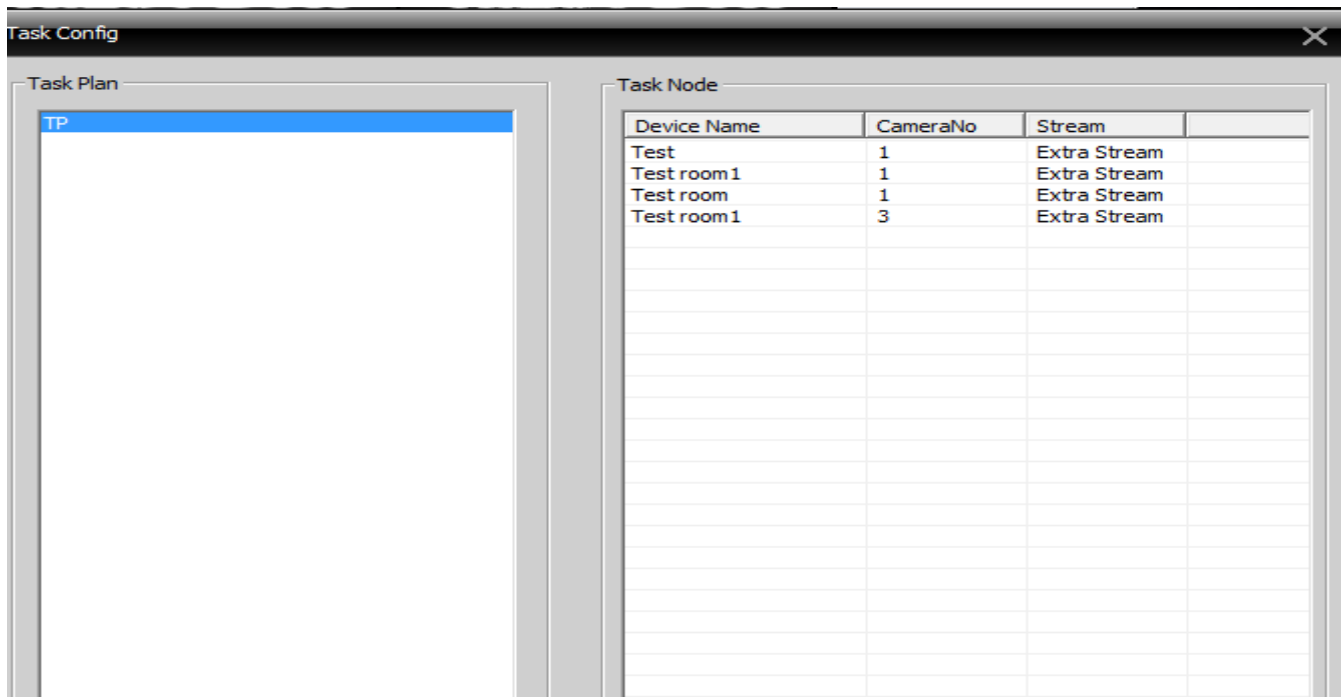 Task Config
Task Plan
TP
Task Node
Device Name CameraNo Stream
Test 1 Extra Stream
Test room1 1 Extra Stream
Test room 1 Extra Stream
Test room1 3 Extra Stream